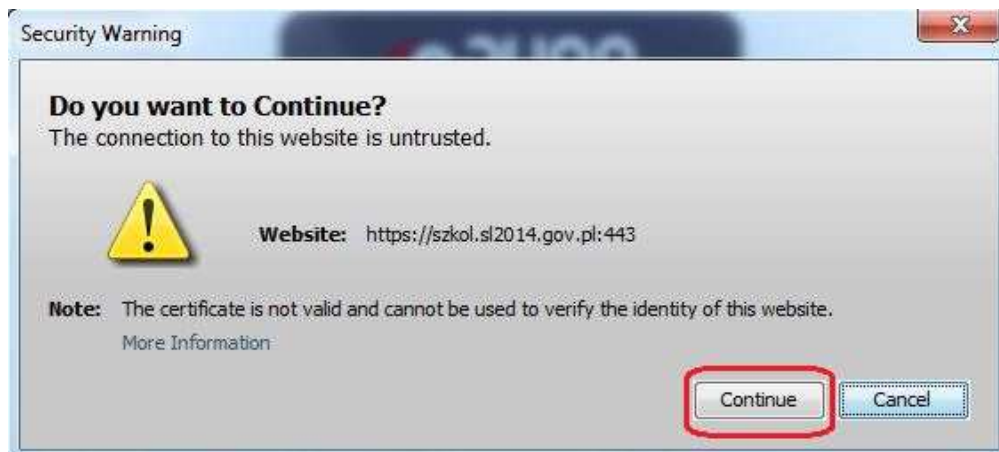 Security Warning
Do you want to Continue?
The connection to this website is untrusted.
Website: https://szkol.sl2014.gov.pl:443
Note: The certificate is not valid and cannot be used to verify the identity of this website.
More Information
Continue Cancel